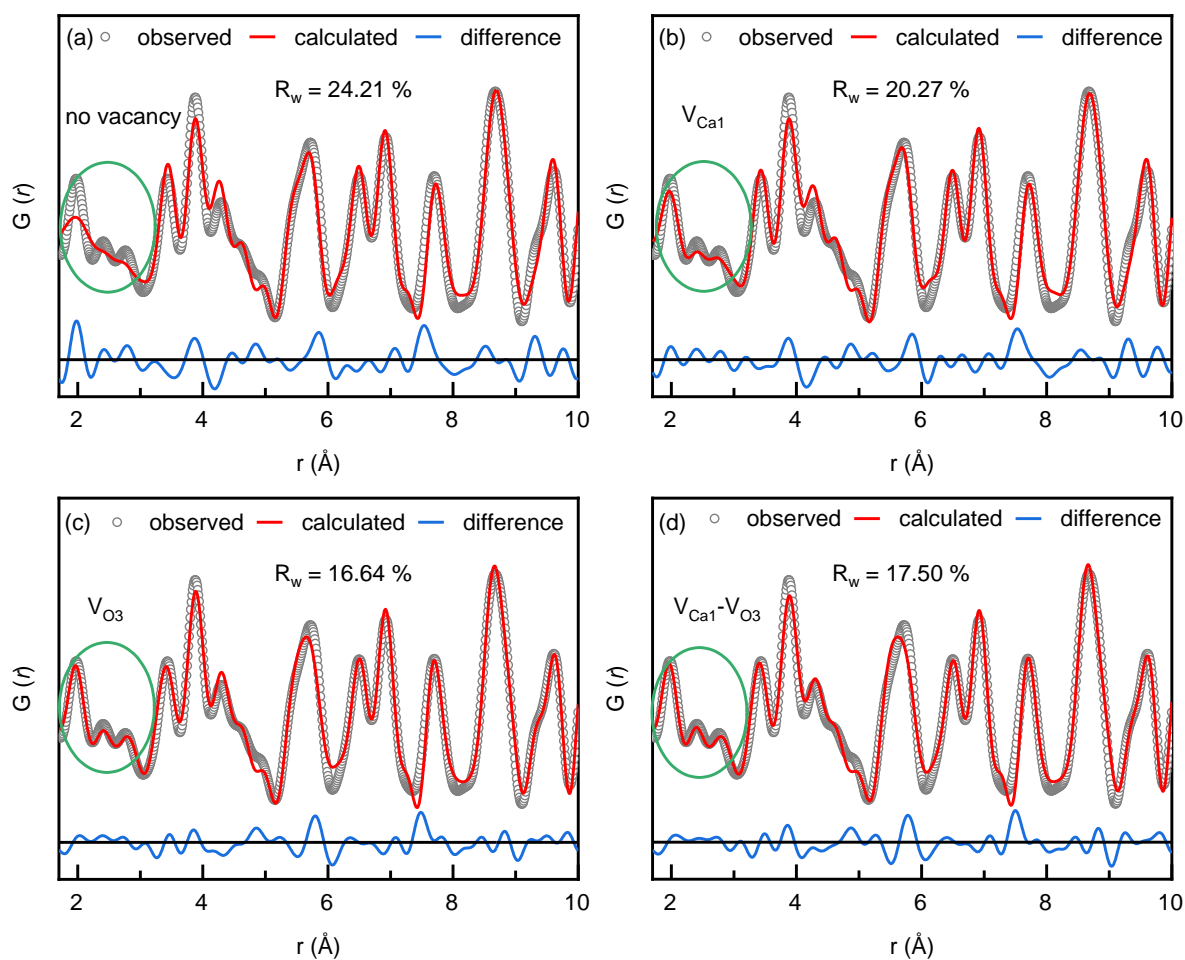 (a) observed calculated difference
R_w = 24.21 %
no vacancy
G (r)
2 4 6 8 10
r (Å)
(b) observed calculated difference
R_w = 20.27 %
V_Ca1
G (r)
2 4 6 8 10
r (Å)
(c) observed calculated difference
R_w = 16.64 %
V_O3
G (r)
2 4 6 8 10
r (Å)
(d) observed calculated difference
R_w = 17.50 %
V_Ca1-V_O3
G (r)
2 4 6 8 10
r (Å)